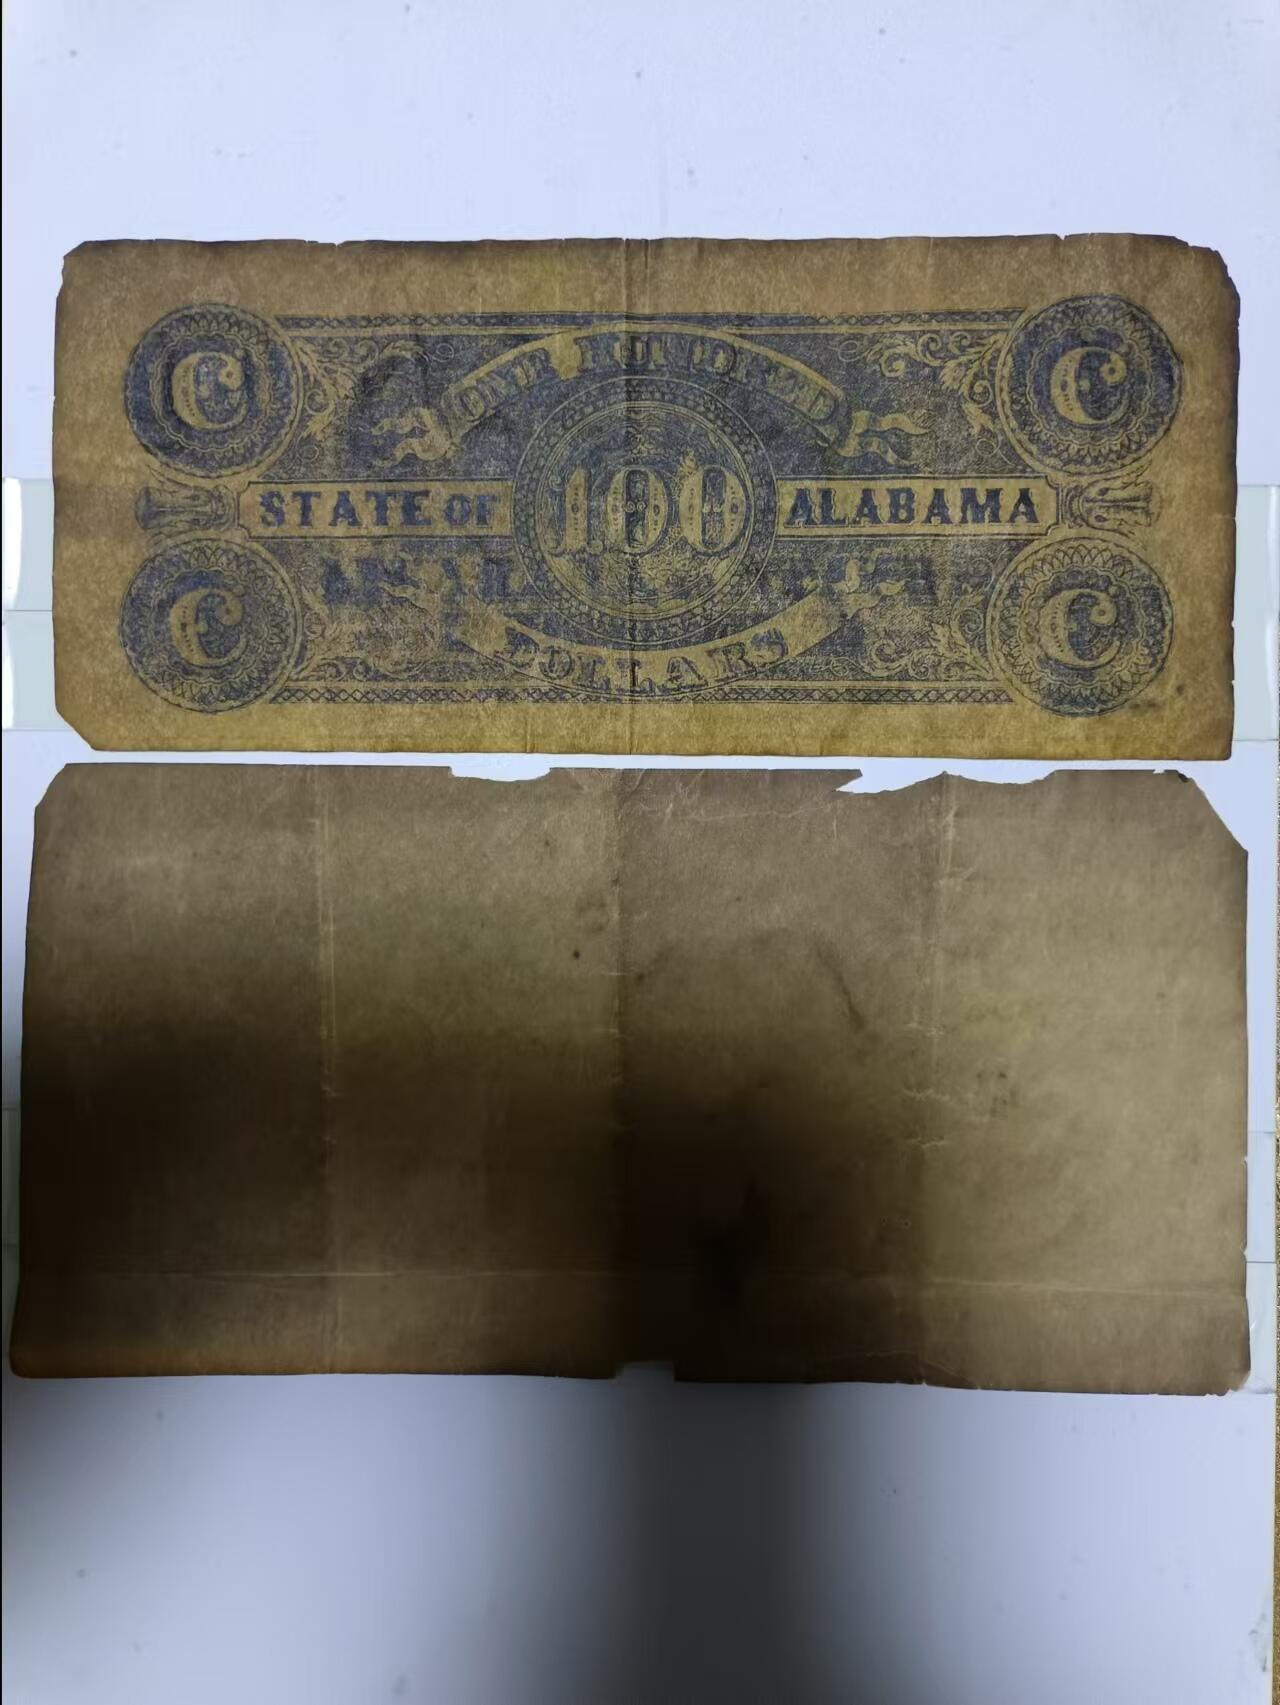 C C
ONE HUNDRED
STATE OF 100 ALABAMA
DOLLARS
C C